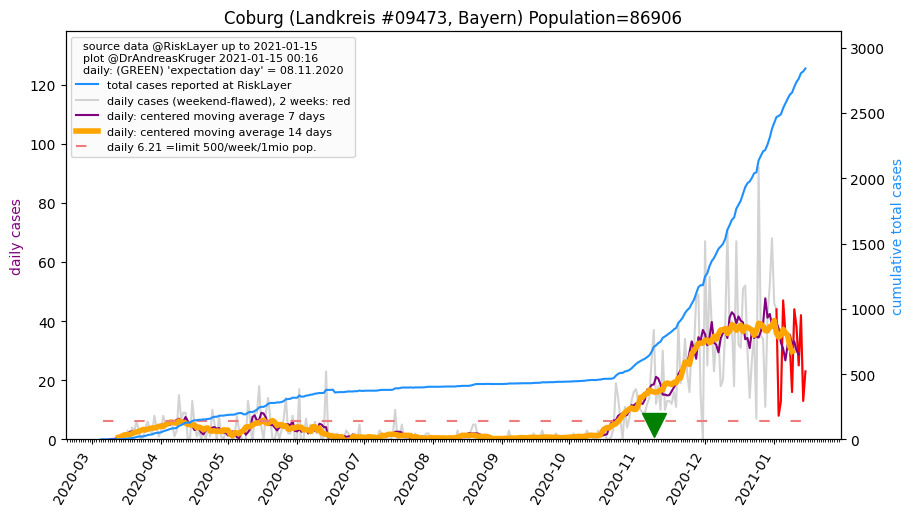 Coburg (Landkreis #09473, Bayern) Population=86906
source data @RiskLayer up to 2021-01-15
plot @DrAndreasKruger 2021-01-15 00:16
daily: (GREEN) 'expectation day' = 08.11.2020
total cases reported at RiskLayer
daily cases (weekend-flawed), 2 weeks: red
daily: centered moving average 7 days
daily: centered moving average 14 days
daily 6.21 =limit 500/week/1mio pop.
daily cases
120
100
80
60
40
20
0
cumulative total cases
3000
2500
2000
1500
1000
500
0
2020-03
2020-04
2020-05
2020-06
2020-07
2020-08
2020-09
2020-10
2020-11
2020-12
2021-01